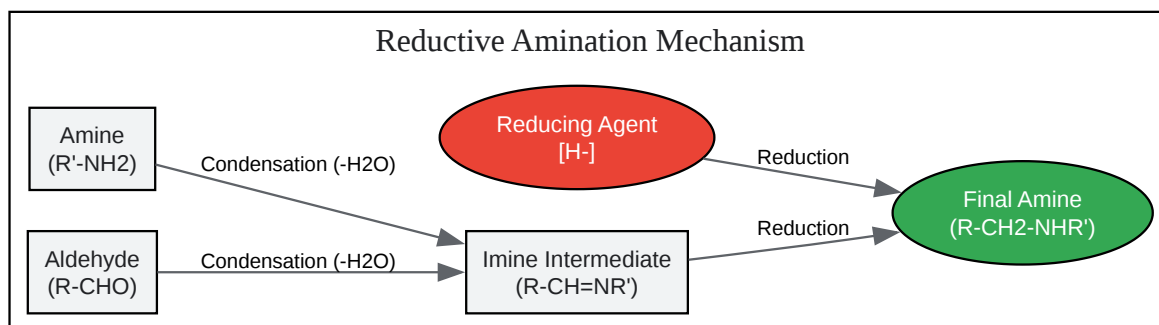 Reductive Amination Mechanism
Amine
(R'-NH2)
Condensation (-H2O)
Reducing Agent
[H-]
Reduction
Final Amine
(R-CH2-NHR')
Aldehyde
(R-CHO)
Condensation (-H2O)
Imine Intermediate
(R-CH=NR')
Reduction